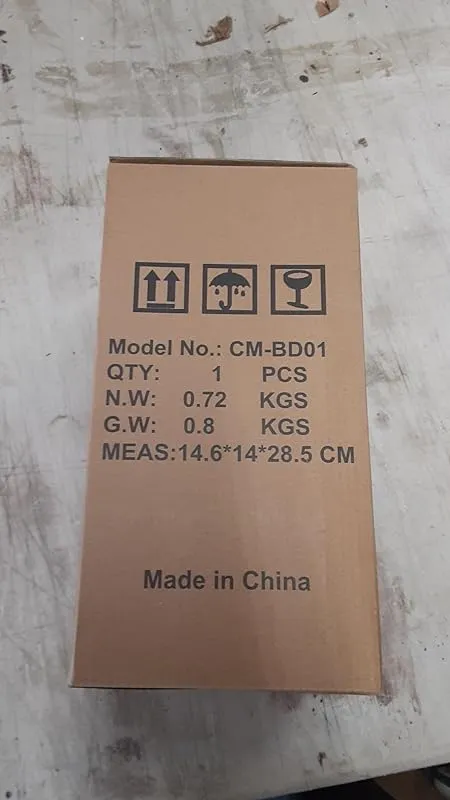 Model No.: CM-BD01
QTY: 1 PCS
N.W: 0.72 KGS
G.W: 0.8 KGS
MEAS:14.6*14*28.5 CM
Made in China